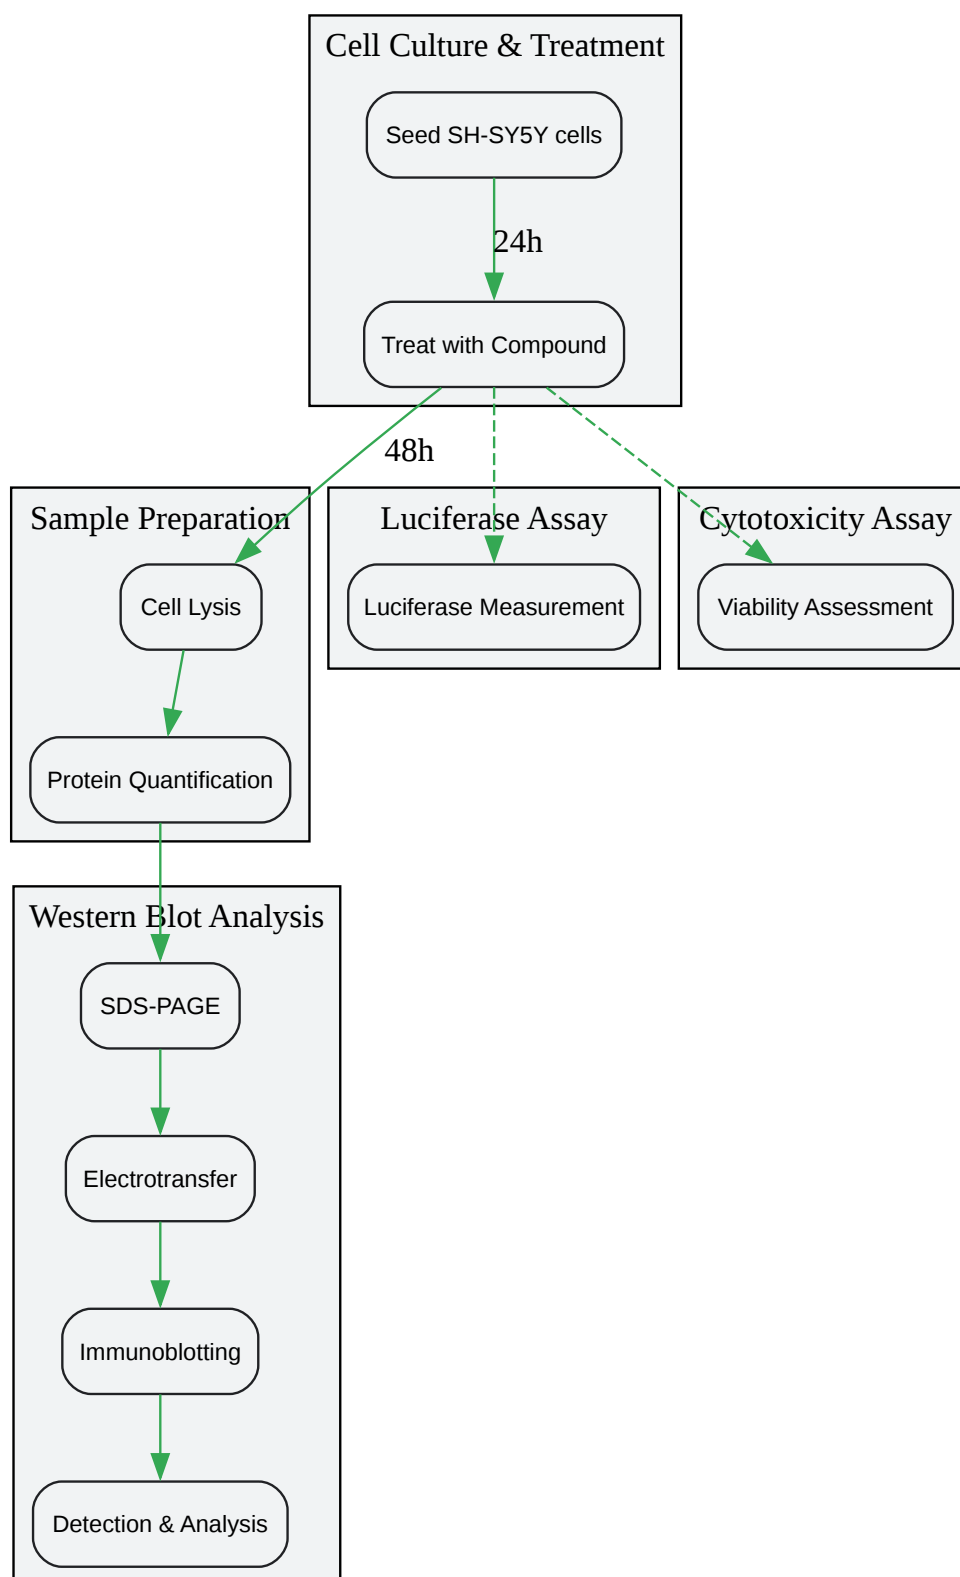 Cell Culture & Treatment
Seed SH-SY5Y cells
24h
Treat with Compound
48h
Sample Preparation
Luciferase Assay
Cytotoxicity Assay
Cell Lysis
Luciferase Measurement
Viability Assessment
Protein Quantification
Western Blot Analysis
SDS-PAGE
Electrotransfer
Immunoblotting
Detection & Analysis